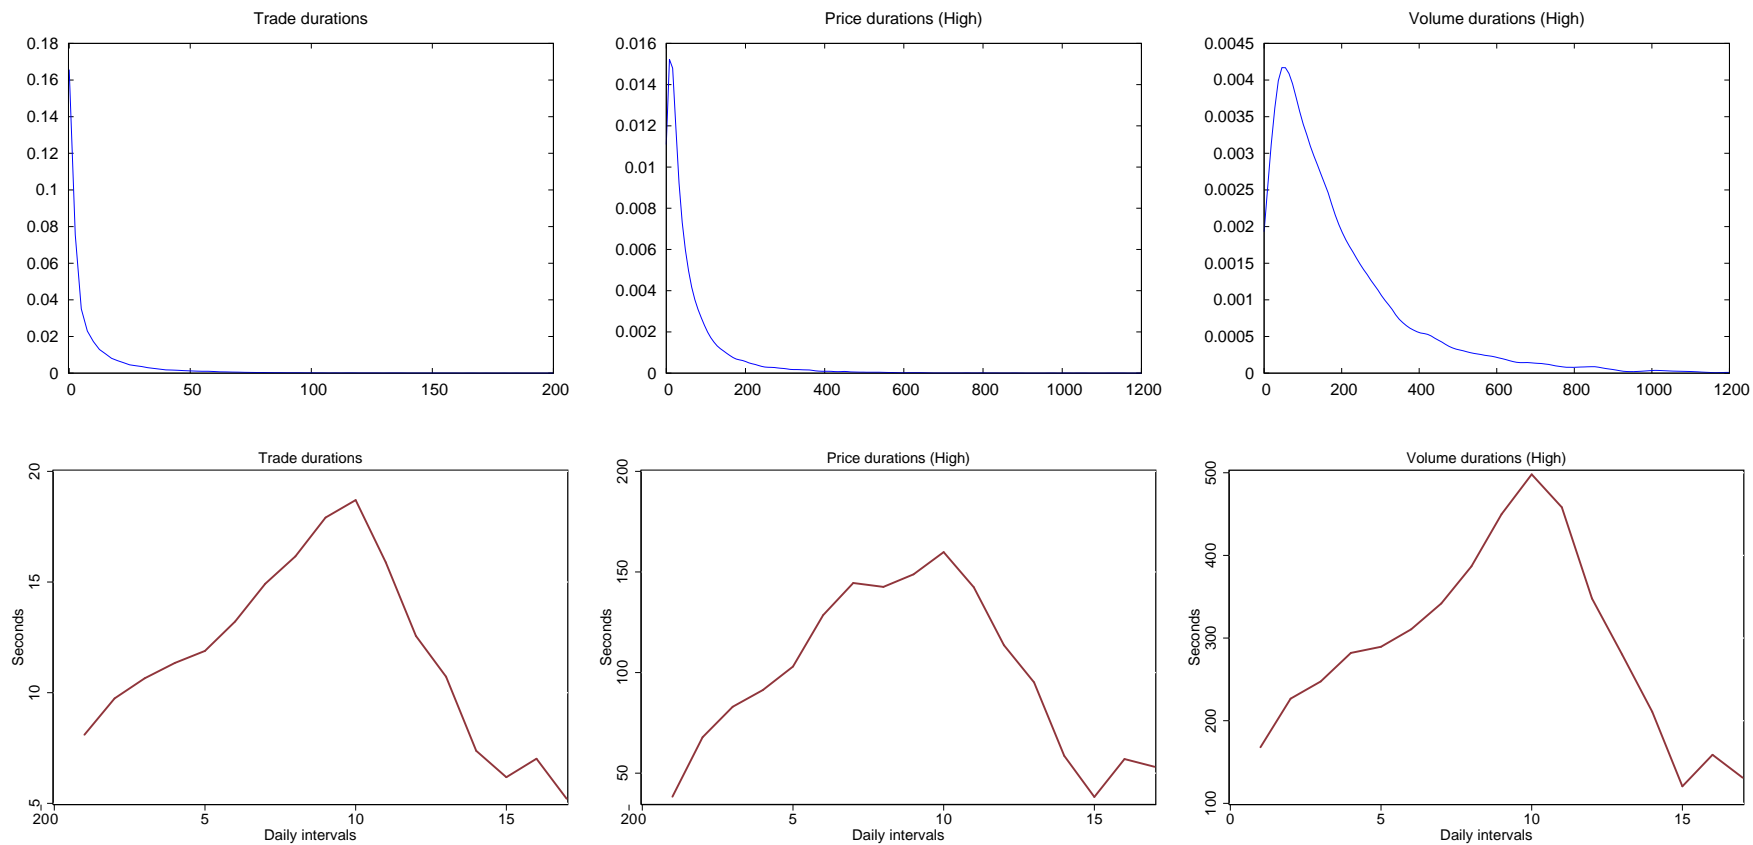 Trade durations
0.18
0.16
0.14
0.12
0.1
0.08
0.06
0.04
0.02
0
0 50 100 150 200
Price durations (High)
0.016
0.014
0.012
0.01
0.008
0.006
0.004
0.002
0
0 200 400 600 800 1000 1200
Volume durations (High)
0.0045
0.004
0.0035
0.003
0.0025
0.002
0.0015
0.001
0.0005
0
0 200 400 600 800 1000 1200
Trade durations
Seconds
20
15
10
5
200 5 10 15
Daily intervals
Price durations (High)
Seconds
200
150
100
50
200 5 10 15
Daily intervals
Volume durations (High)
Seconds
500
400
300
200
100
0 5 10 15
Daily intervals